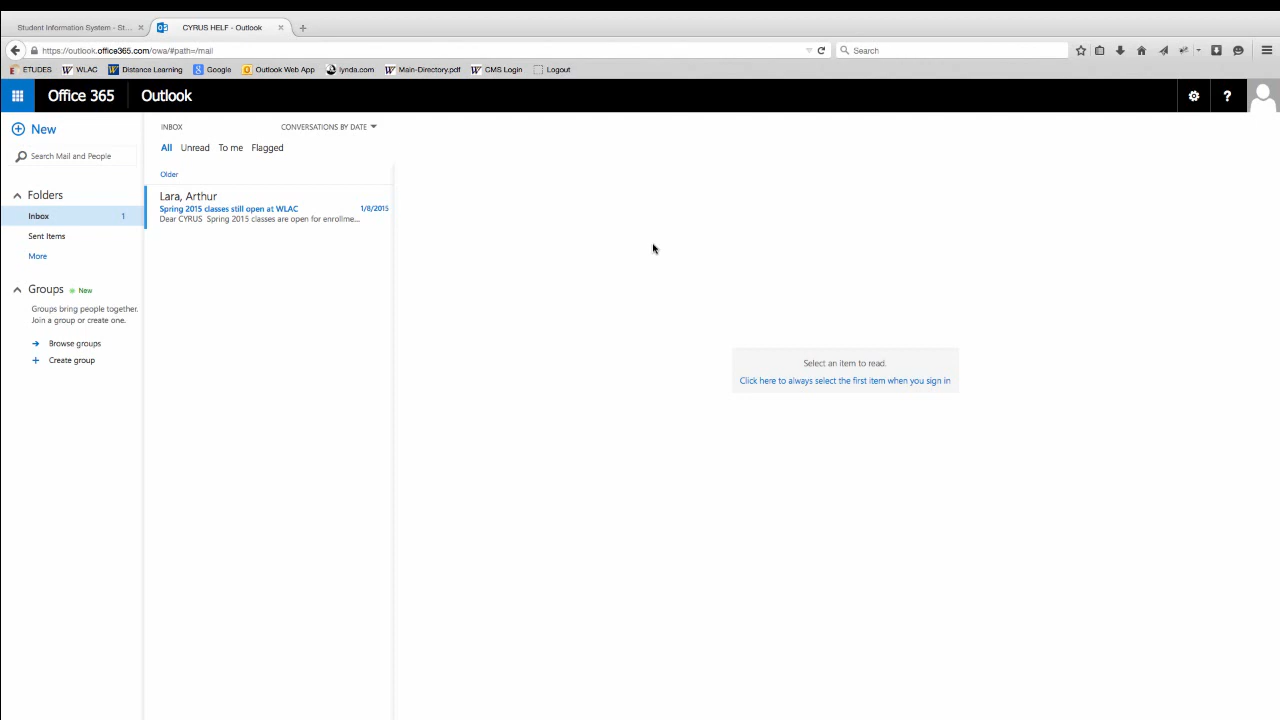 Student Information System - St...
CYRUS HELF - Outlook
https://outlook.office365.com/owa/#path=/mail
Search
ETUDES
WLAC
Distance Learning
Google
Outlook Web App
lynda.com
Main-Directory.pdf
CMS Login
Logout
Office 365
Outlook
?
New
Search Mail and People
Folders
Inbox 1
Sent Items
More
Groups New
Groups bring people together.
Join a group or create one.
Browse groups
Create group
INBOX
CONVERSATIONS BY DATE
All Unread To me Flagged
Older
Lara, Arthur
Spring 2015 classes still open at WLAC 1/8/2015
Dear CYRUS Spring 2015 classes are open for enrollme...
Select an item to read.
Click here to always select the first item when you sign in